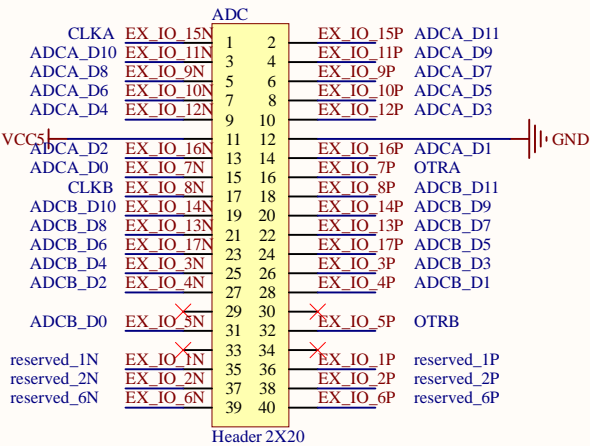 ADC
CLKA EX_IO_15N 1 2 EX_IO_15P ADCA_D11
ADCA_D10 EX_IO_11N 3 4 EX_IO_11P ADCA_D9
ADCA_D8 EX_IO_9N 5 6 EX_IO_9P ADCA_D7
ADCA_D6 EX_IO_10N 7 8 EX_IO_10P ADCA_D5
ADCA_D4 EX_IO_12N 9 10 EX_IO_12P ADCA_D3
VCC5 11 12 GND
ADCA_D2 EX_IO_16N 13 14 EX_IO_16P ADCA_D1
ADCA_D0 EX_IO_7N 15 16 EX_IO_7P OTRA
CLKB EX_IO_8N 17 18 EX_IO_8P ADCB_D11
ADCB_D10 EX_IO_14N 19 20 EX_IO_14P ADCB_D9
ADCB_D8 EX_IO_13N 21 22 EX_IO_13P ADCB_D7
ADCB_D6 EX_IO_17N 23 24 EX_IO_17P ADCB_D5
ADCB_D4 EX_IO_3N 25 26 EX_IO_3P ADCB_D3
ADCB_D2 EX_IO_4N 27 28 EX_IO_4P ADCB_D1
29 30
ADCB_D0 EX_IO_5N 31 32 EX_IO_5P OTRB
33 34
reserved_1N EX_IO_1N 35 36 EX_IO_1P reserved_1P
reserved_2N EX_IO_2N 37 38 EX_IO_2P reserved_2P
reserved_6N EX_IO_6N 39 40 EX_IO_6P reserved_6P
Header 2X20